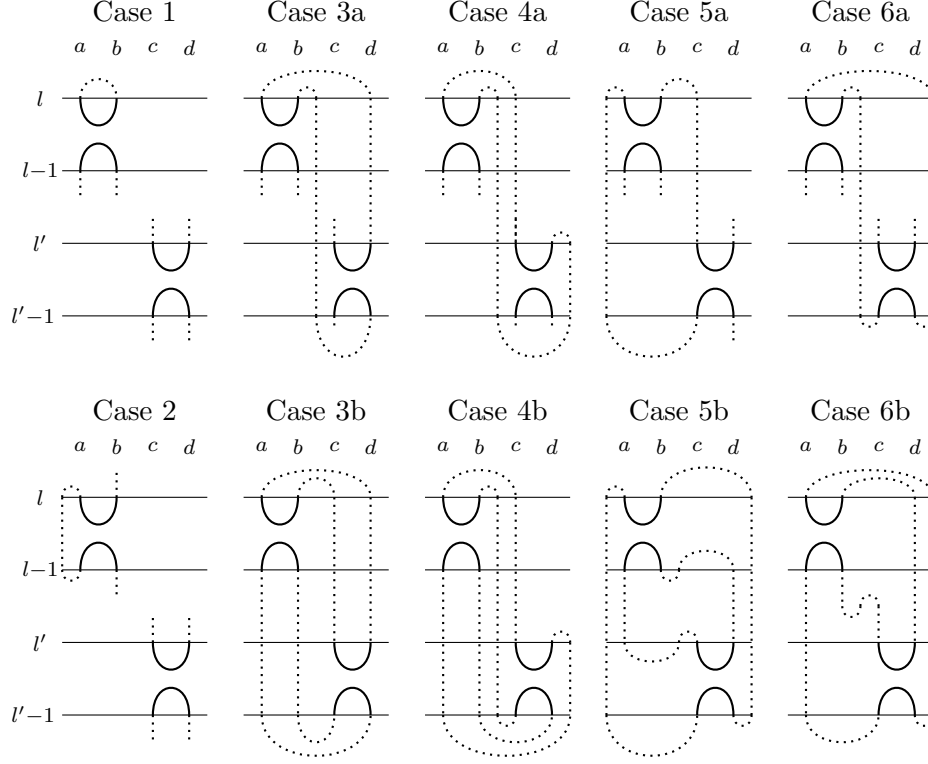 Case 1 Case 3a Case 4a Case 5a Case 6a
a b c d a b c d a b c d a b c d a b c d
l
l−1
l′
l′−1
Case 2 Case 3b Case 4b Case 5b Case 6b
a b c d a b c d a b c d a b c d a b c d
l
l−1
l′
l′−1